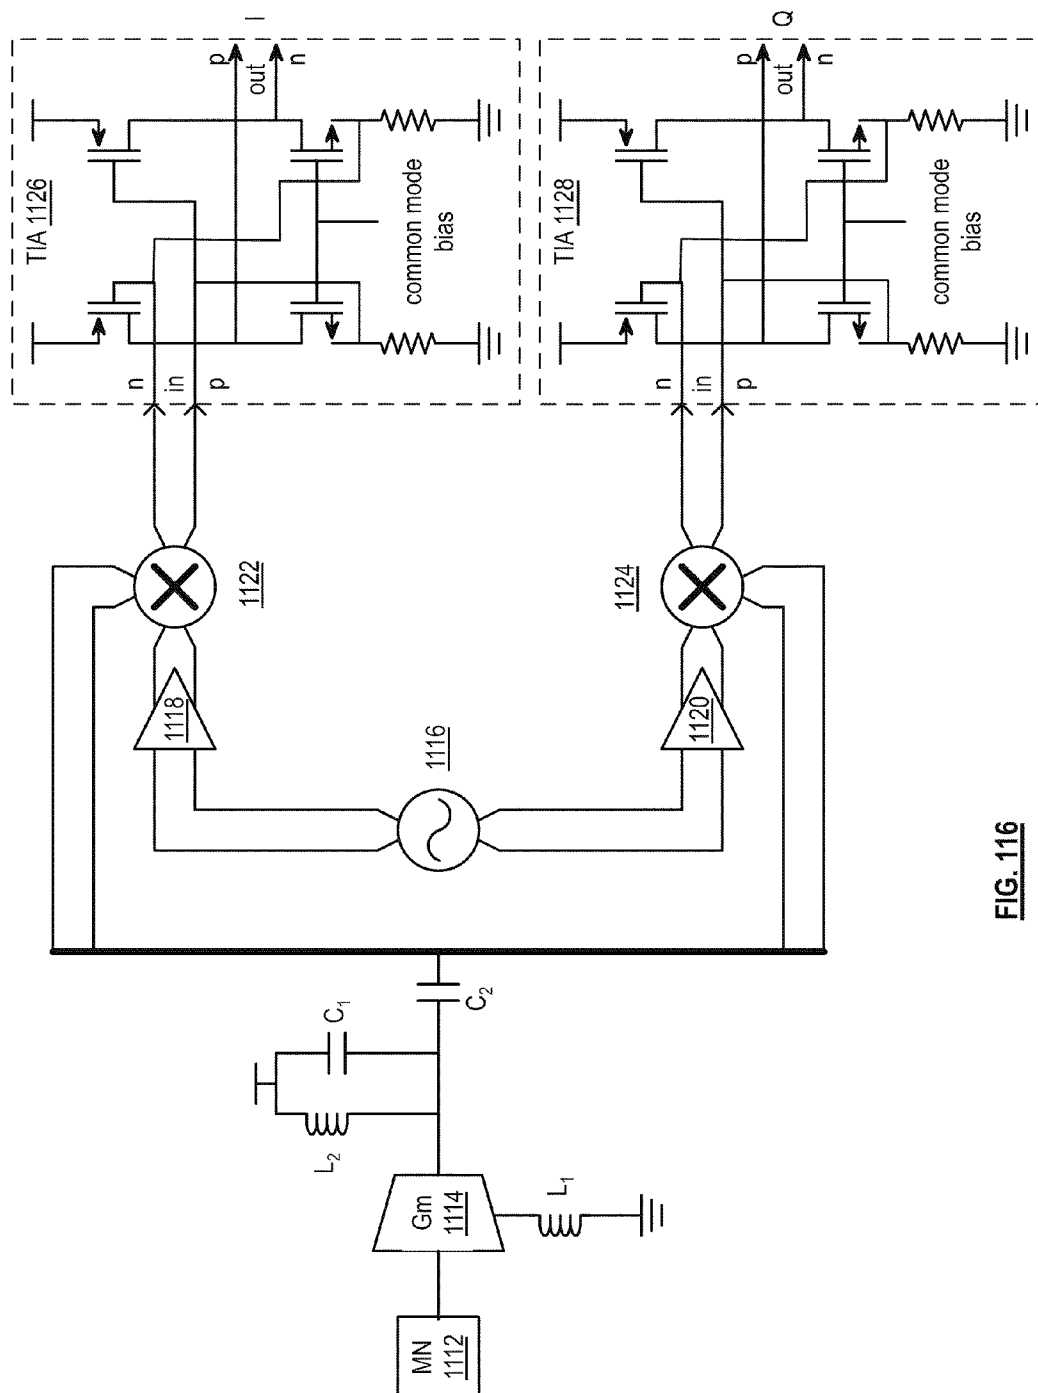 MN
1112
Gm
1114
L₁
L₂
C₁
C₂
1116
1118
1120
1122
1124
TIA 1126
n
in
p
common mode
bias
p
out
n
I
TIA 1128
n
in
p
common mode
bias
p
out
n
Q
FIG. 116